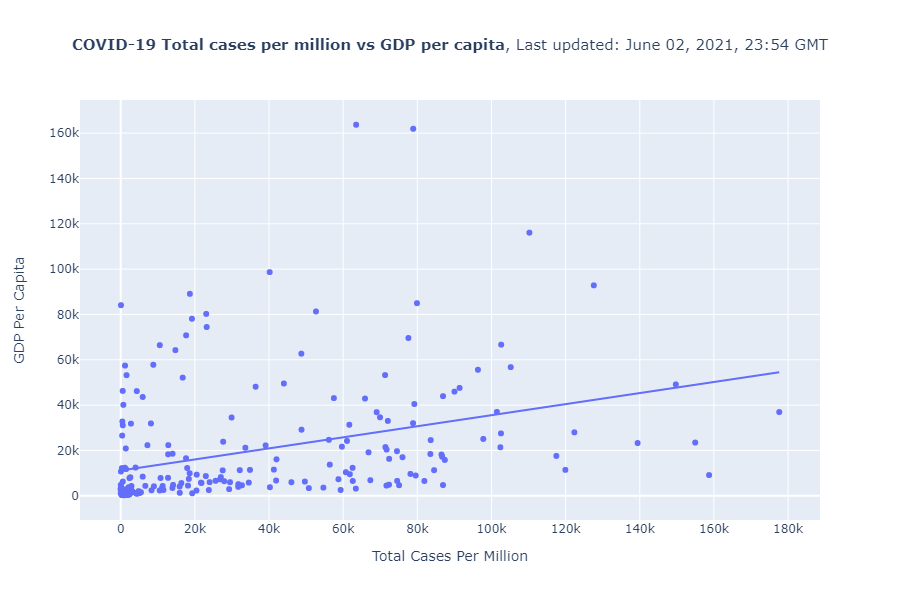 COVID-19 Total cases per million vs GDP per capita, Last updated: June 02, 2021, 23:54 GMT
160k
140k
120k
100k
80k
60k
40k
20k
0
GDP Per Capita
0 20k 40k 60k 80k 100k 120k 140k 160k 180k
Total Cases Per Million